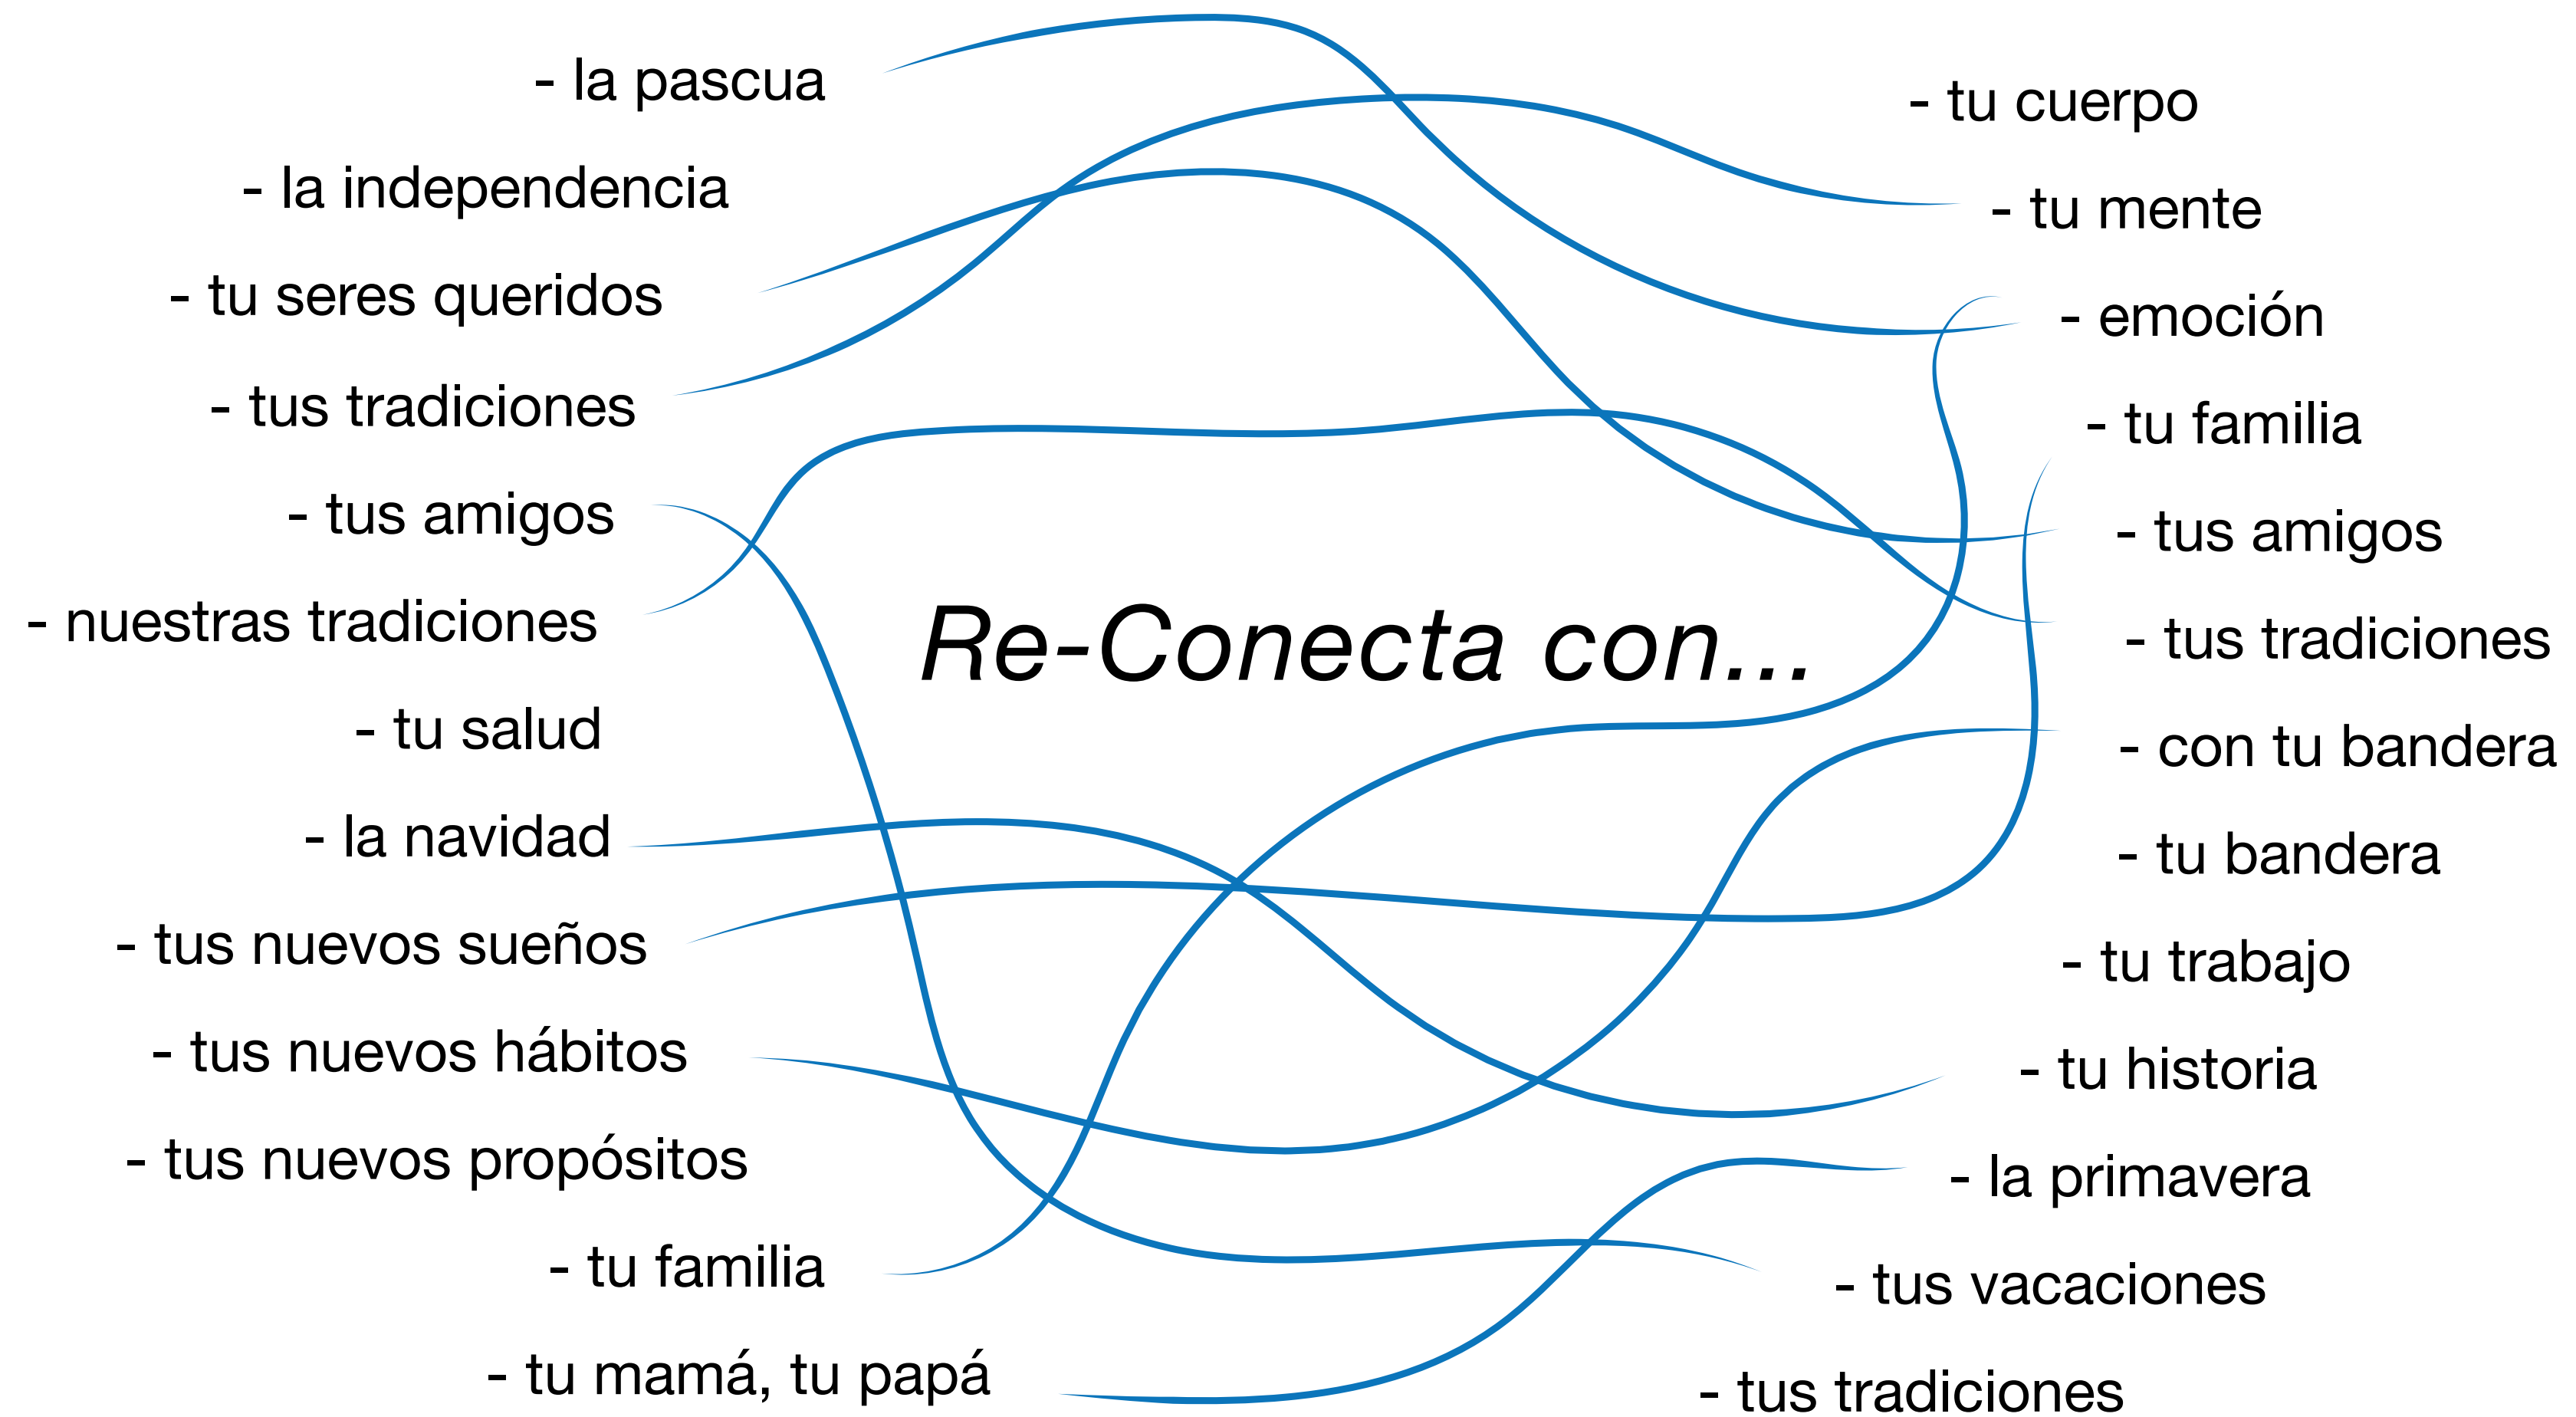 - la pascua
- la independencia
- tu seres queridos
- tus tradiciones
- tus amigos
- nuestras tradiciones
- tu salud
- la navidad
- tus nuevos sueños
- tus nuevos hábitos
- tus nuevos propósitos
- tu familia
- tu mamá, tu papá
Re-Conecta con...
- tu cuerpo
- tu mente
- emoción
- tu familia
- tus amigos
- tus tradiciones
- con tu bandera
- tu bandera
- tu trabajo
- tu historia
- la primavera
- tus vacaciones
- tus tradiciones